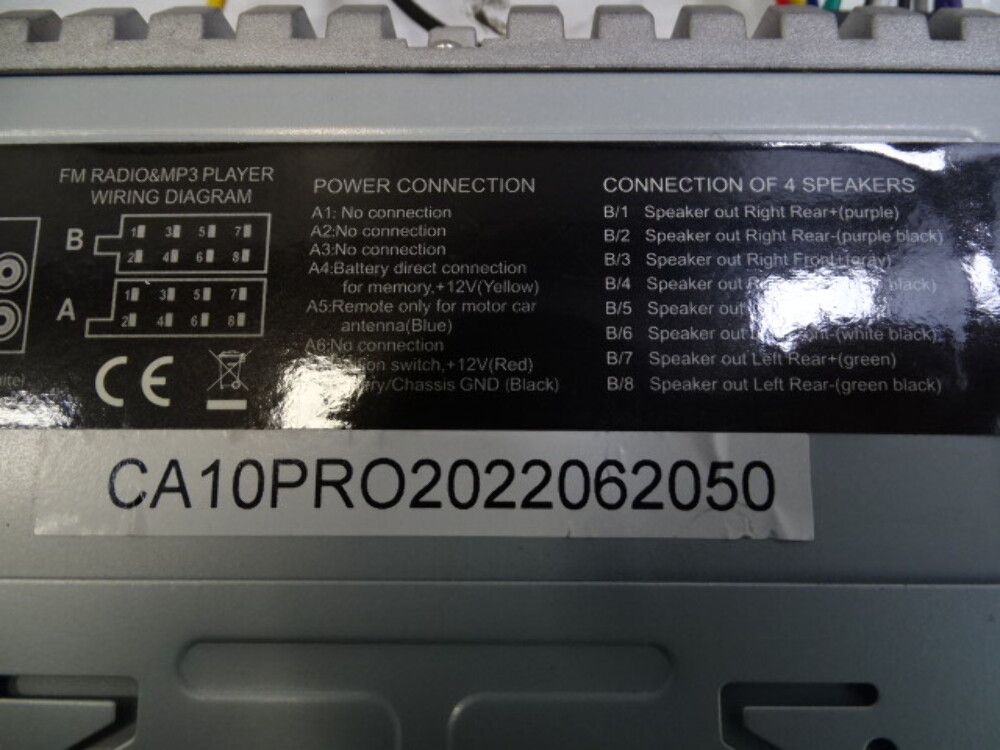 FM RADIO&MP3 PLAYER
WIRING DIAGRAM
B
1 3 5 7
2 4 6 8
A
1 3 5 7
2 4 6 8
CE
POWER CONNECTION
A1: No connection
A2:No connection
A3:No connection
A4:Battery direct connection
for memory,+12V(Yellow)
A5:Remote only for motor car
antenna(Blue)
A6:No connection
switch,+12V(Red)
GND (Black)
CONNECTION OF 4 SPEAKERS
B/1 Speaker out Right Rear+(purple)
B/2 Speaker out Right Rear-(purple black)
B/3 Speaker out Right Front+(gray)
B/4 Speaker out
B/5 Speaker out
B/6 Speaker out black)
B/7 Speaker out Left Rear+(green)
B/8 Speaker out Left Rear-(green black)
CA10PRO2022062050